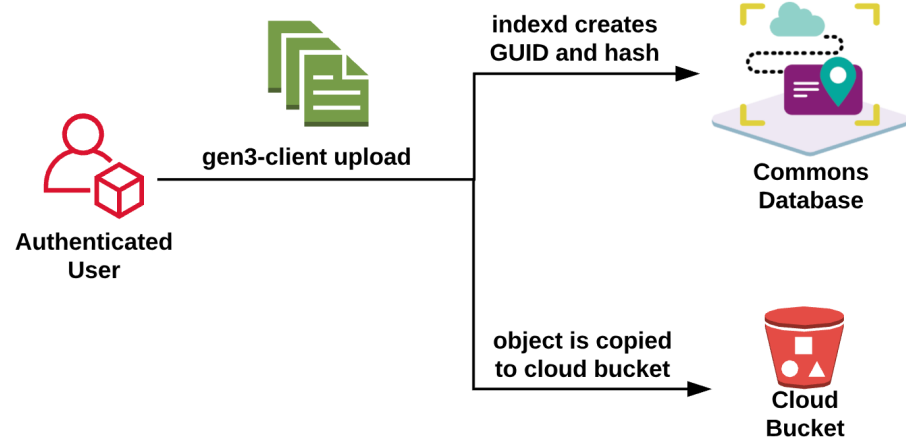 indexd creates
GUID and hash
gen3-client upload
Authenticated
User
Commons
Database
object is copied
to cloud bucket
Cloud
Bucket